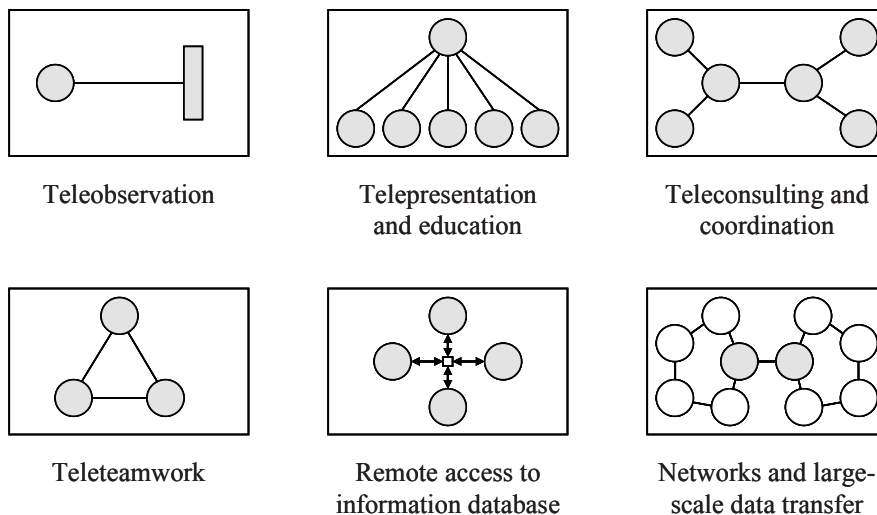 Teleobservation
Telepresentation
and education
Teleconsulting and
coordination
Teleteamwork
Remote access to
information database
Networks and large-
scale data transfer